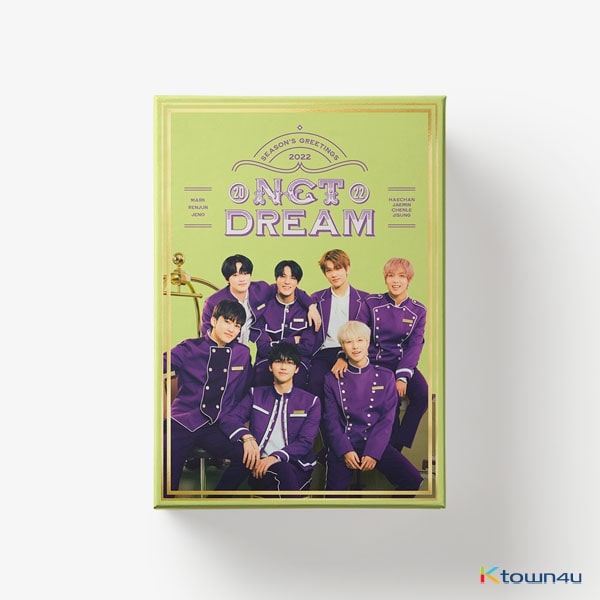 SEASON'S GREETINGS
2022
20 NCT 22
DREAM
MARK
RENJUN
JENO
HAECHAN
JAEMIN
CHENLE
JISUNG
Ktown4u